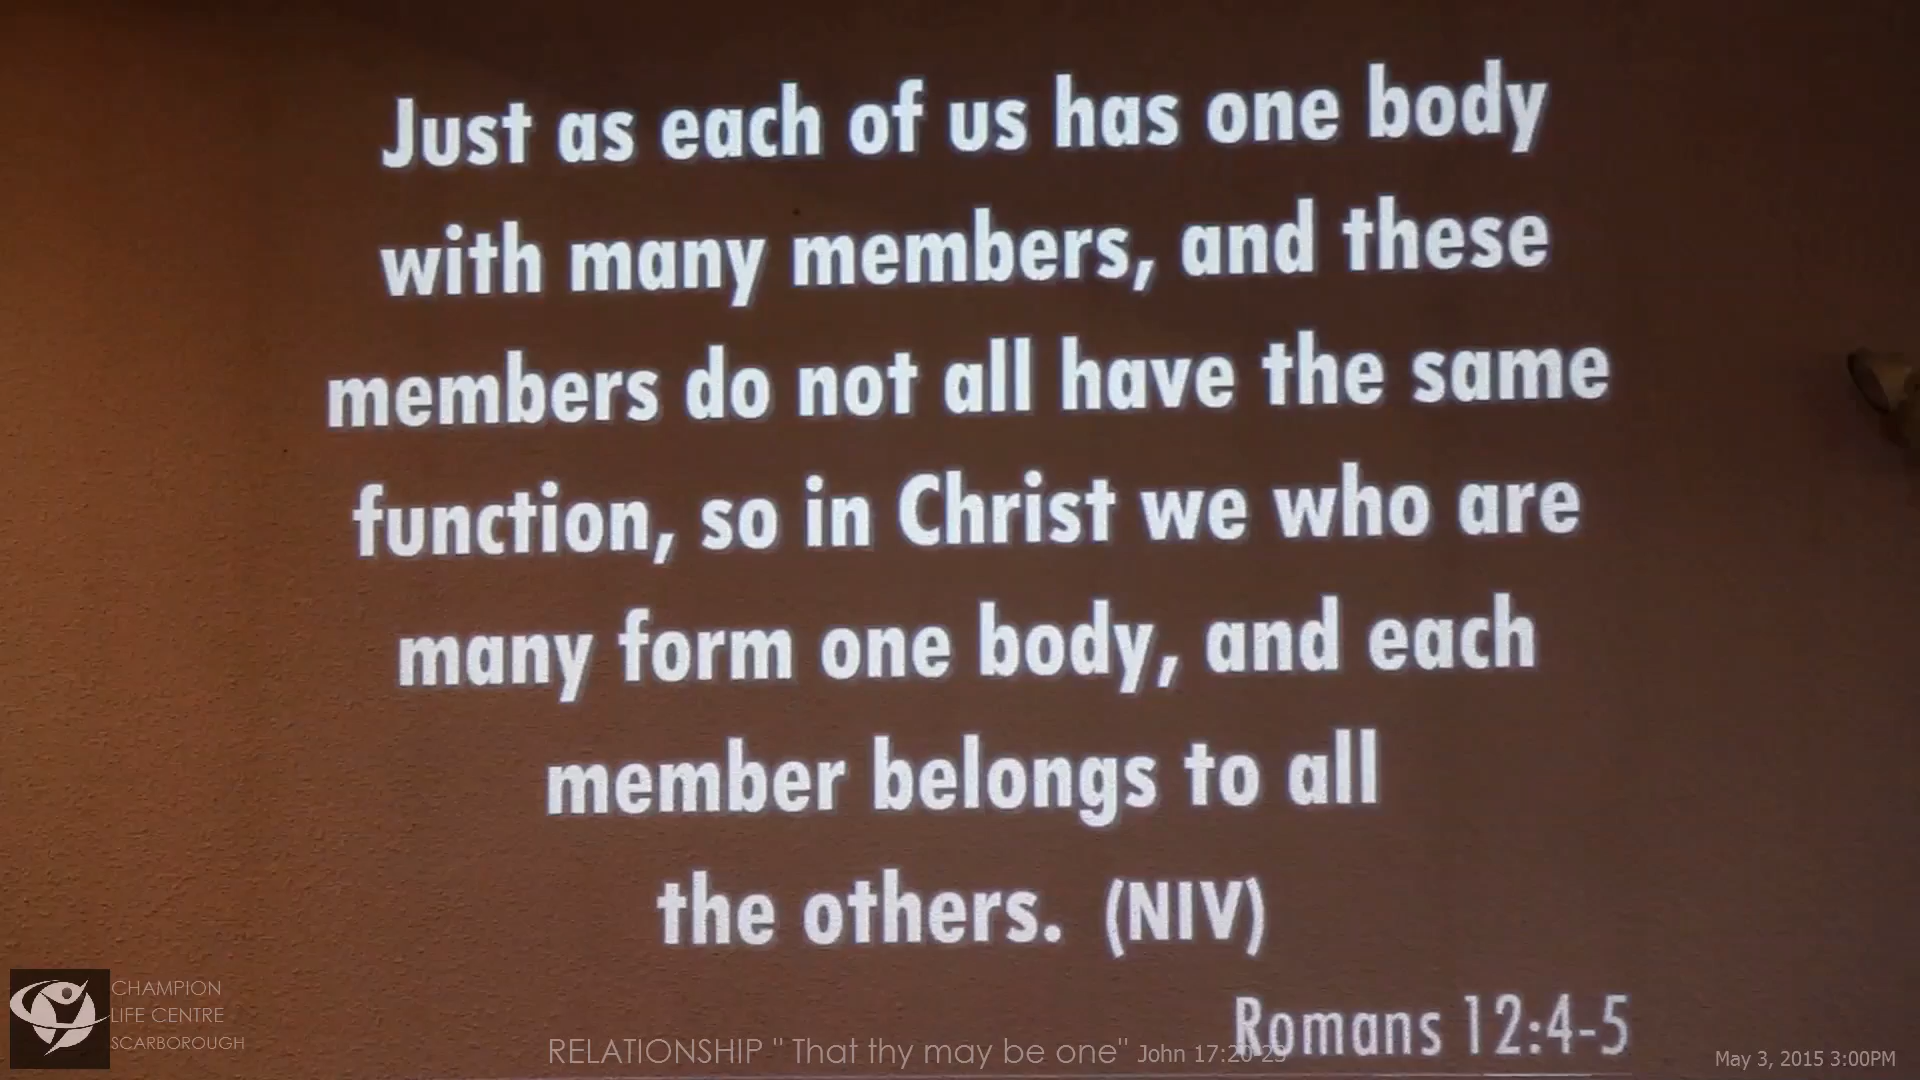 Just as each of us has one body
with many members, and these
members do not all have the same
function, so in Christ we who are
many form one body, and each
member belongs to all
the others. (NIV)
Romans 12:4-5
CHAMPION
LIFE CENTRE
SCARBOROUGH
RELATIONSHIP " That thy may be one" John 17:20-23
May 3, 2015 3:00PM